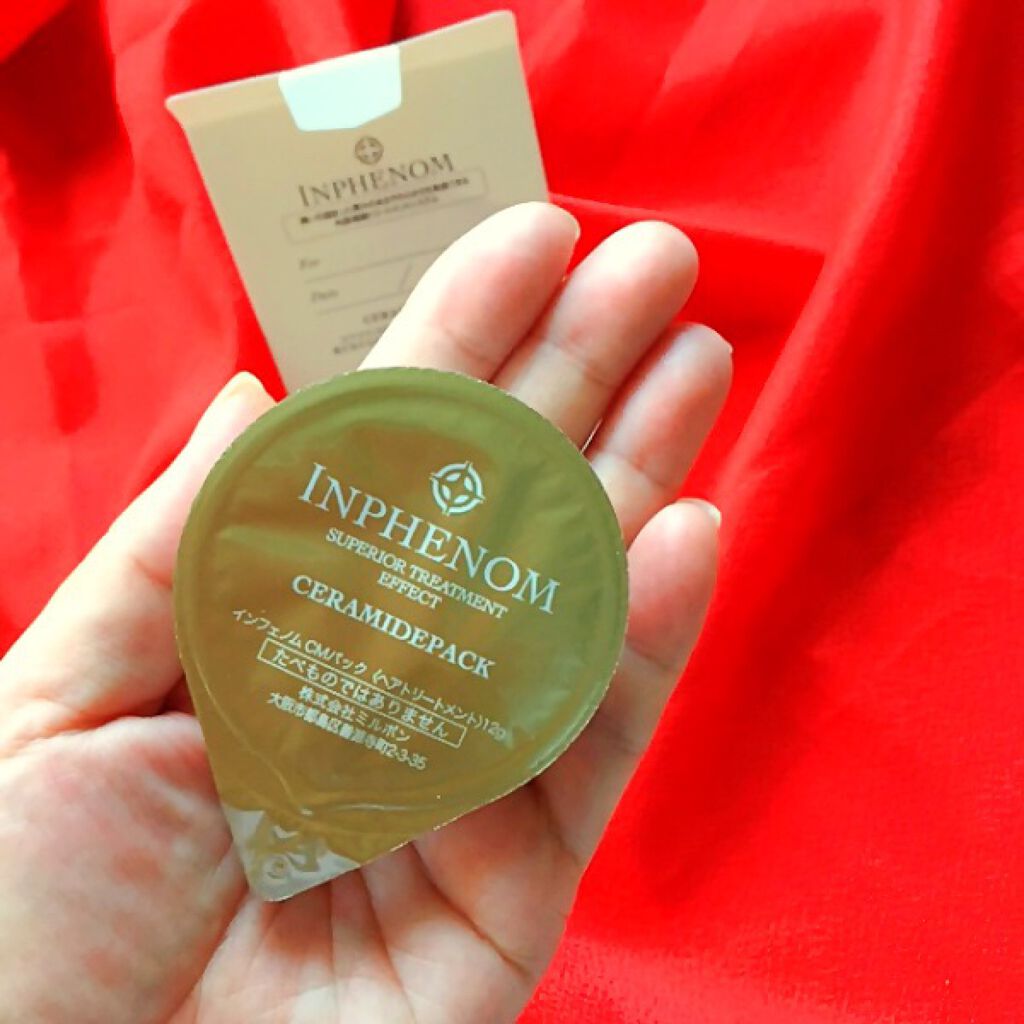 INPHENOM
For
Date
INPHENOM
SUPERIOR TREATMENT
EFFECT
CERAMIDEPACK
インフェノム CMパック 〈ヘアトリートメント〉12g
たべものではありません
株式会社ミルボン
大阪市都島区善源寺町2-3-35